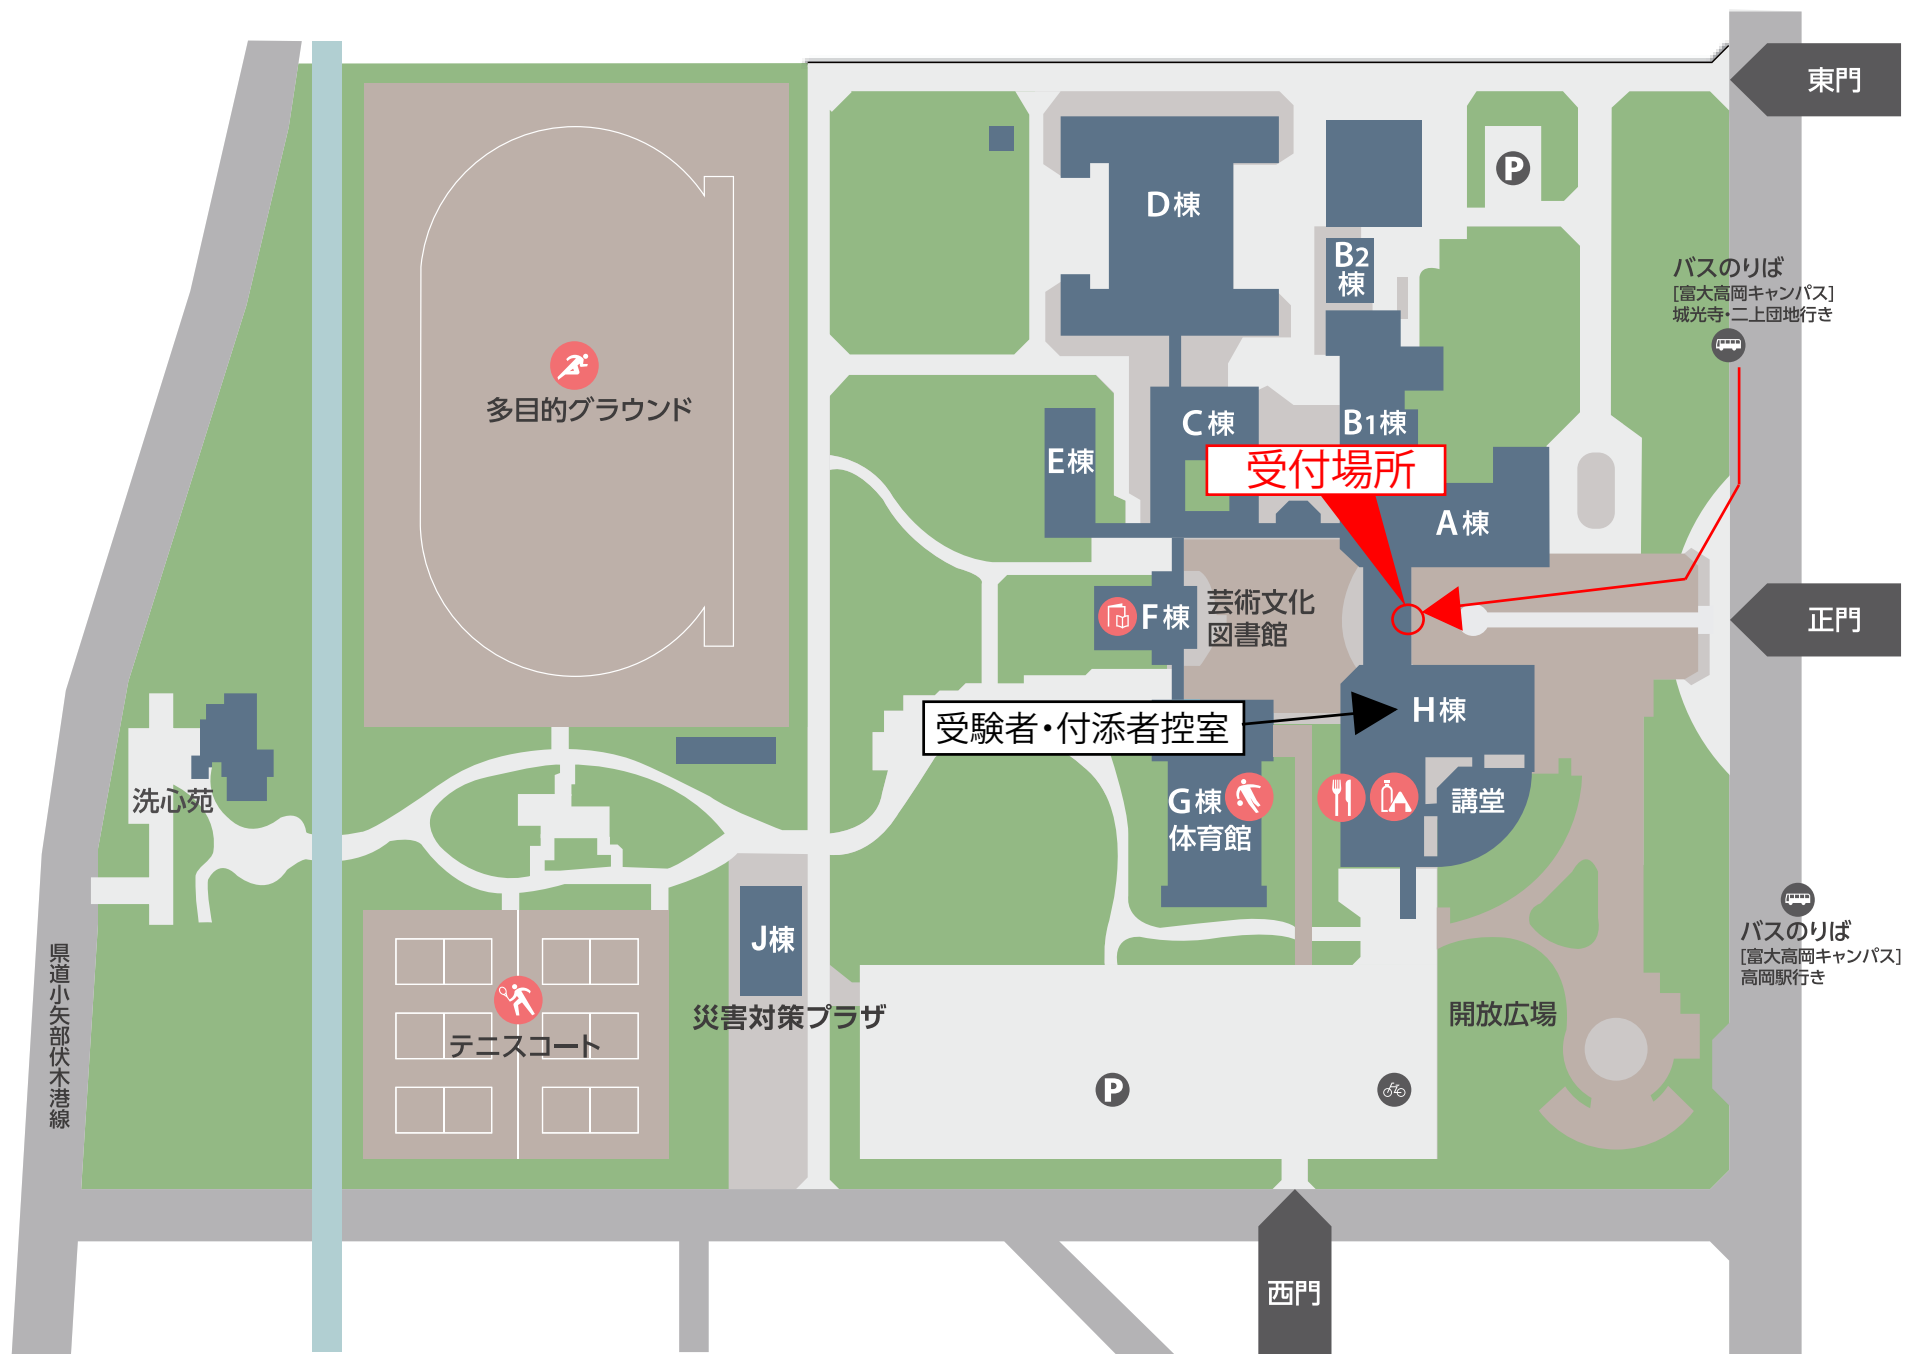 東門
P
D棟
B2
棟
バスのりば
[富大高岡キャンパス]
城光寺・二上団地行き
多目的グラウンド
C棟
B1棟
E棟
受付場所
A棟
芸術文化
図書館
F棟
正門
受験者・付添者控室
H棟
洗心苑
G棟
体育館
講堂
バスのりば
[富大高岡キャンパス]
高岡駅行き
J棟
県道小矢部伏木港線
災害対策プラザ
開放広場
テニスコート
P
西門